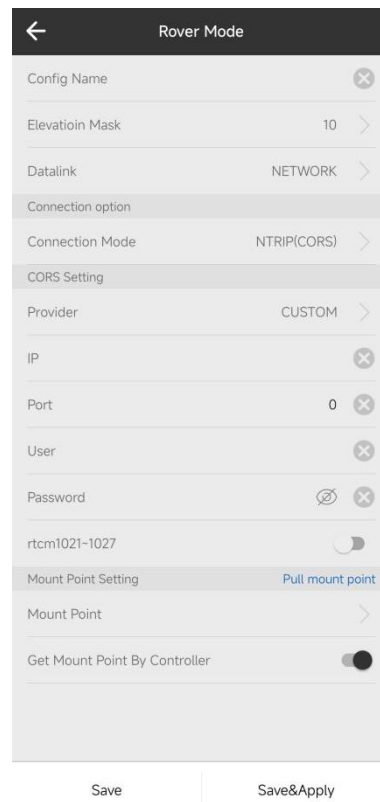 Rover Mode
Config Name
Elevatioin Mask 10
Datalink NETWORK
Connection option
Connection Mode NTRIP(CORS)
CORS Setting
Provider CUSTOM
IP
Port 0
User
Password
rtcm1021~1027
Mount Point Setting Pull mount point
Mount Point
Get Mount Point By Controller
Save Save&Apply